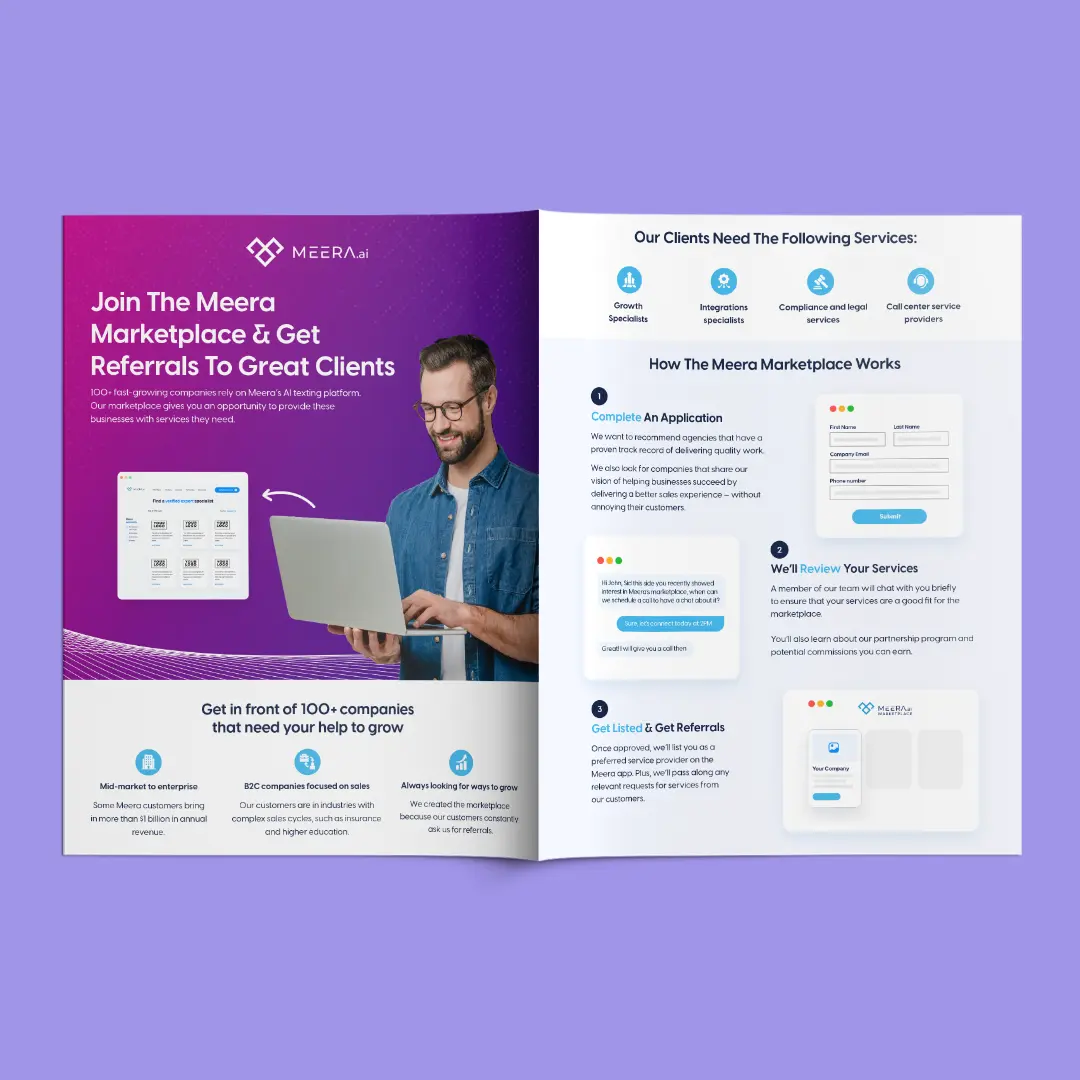 MEERA.ai
Join The Meera
Marketplace & Get
Referrals To Great Clients
100+ fast-growing companies rely on Meera's AI texting platform.
Our marketplace gives you an opportunity to provide these
businesses with services they need.
Find a verified expert specialist
Get in front of 100+ companies
that need your help to grow
Mid-market to enterprise
Some Meera customers bring
in more than $1 billion in annual
revenue.
B2C companies focused on sales
Our customers are in industries with
complex sales cycles, such as insurance
and higher education.
Always looking for ways to grow
We created the marketplace
because our customers constantly
ask us for referrals.
Our Clients Need The Following Services:
Growth
Specialists
Integrations
specialists
Compliance and legal
services
Call center service
providers
How The Meera Marketplace Works
1
Complete An Application
We want to recommend agencies that have a
proven track record of delivering quality work.
We also look for companies that share our
vision of helping businesses succeed by
delivering a better sales experience – without
annoying their customers.
First Name
Last Name
Company Email
Phone number
Submit
2
We'll Review Your Services
A member of our team will chat with you briefly
to ensure that your services are a good fit for the
marketplace.
You'll also learn about our partnership program and
potential commissions you can earn.
Hi John, Sid this side you recently showed
interest in Meera's marketplace, when can
we schedule a call to have a chat about it?
Sure, let's connect today at 2PM
Great! I will give you a call then
3
Get Listed & Get Referrals
Once approved, we'll list you as a
preferred service provider on the
Meera app. Plus, we'll pass along any
relevant requests for services from
our customers.
MEERA.ai
MARKETPLACE
Your Company